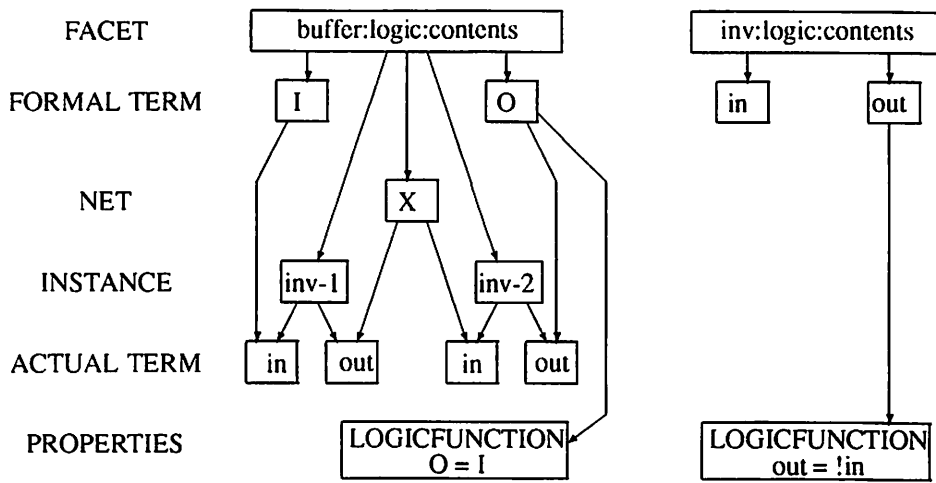 FACET buffer:logic:contents inv:logic:contents
FORMAL TERM I O in out
NET X
INSTANCE inv-1 inv-2
ACTUAL TERM in out in out
PROPERTIES LOGICFUNCTION LOGICFUNCTION
O = I out = !in